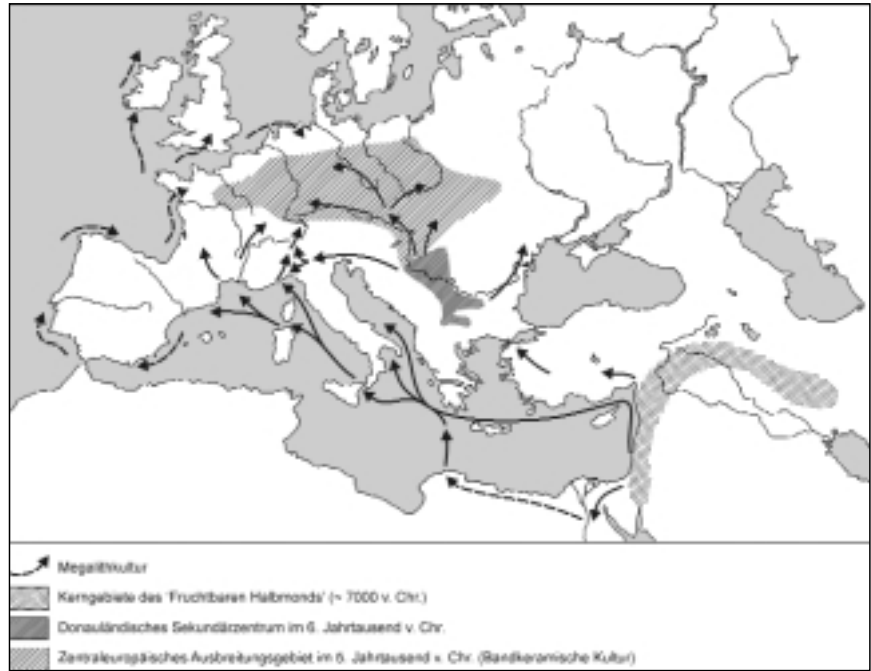 Megalithkultur
Kerngebiete des 'Fruchtbaren Halbmonds' (~ 7000 v. Chr.)
Donauländisches Sekundärzentrum im 6. Jahrtausend v. Chr.
Zentraleuropäisches Ausbreitungsgebiet im 5. Jahrtausend v. Chr. (Bandkeramische Kultur)